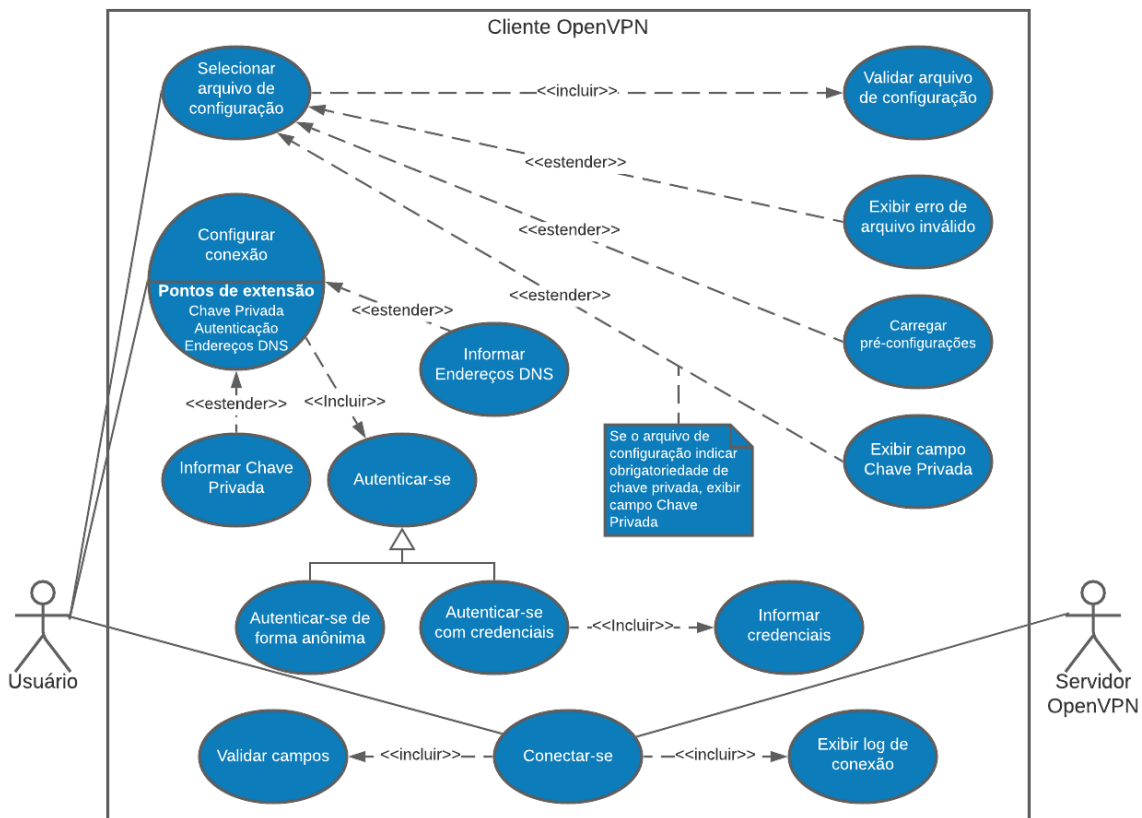 Cliente OpenVPN
Selecionar
arquivo de
configuração
<<incluir>>
Validar arquivo
de configuração
<<estender>>
Exibir erro de
arquivo inválido
<<estender>>
Configurar
conexão
Pontos de extensão
Chave Privada
Autenticação
Endereços DNS
<<estender>>
<<estender>>
Carregar
pré-configurações
Informar
Endereços DNS
<<estender>>
<<Incluir>>
Informar Chave
Privada
Autenticar-se
Se o arquivo de
configuração indicar
obrigatoriedade de
chave privada, exibir
campo Chave
Privada
Exibir campo
Chave Privada
Autenticar-se de
forma anônima
Autenticar-se
com credenciais
<<Incluir>>
Informar
credenciais
Usuário
Servidor
OpenVPN
Validar campos
<<incluir>>
Conectar-se
<<incluir>>
Exibir log de
conexão